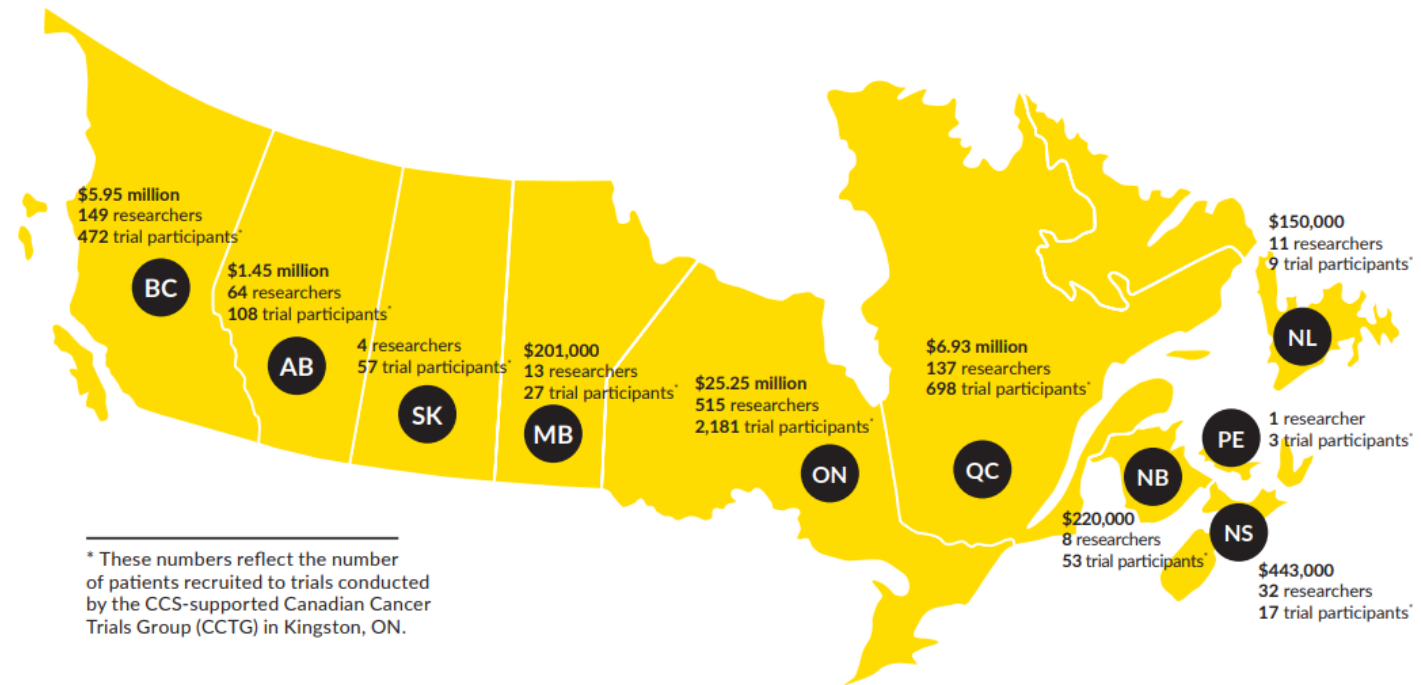 $5.95 million
149 researchers
472 trial participants*
BC
$1.45 million
64 researchers
108 trial participants*
AB
4 researchers
57 trial participants*
SK
$201,000
13 researchers
27 trial participants*
MB
$25.25 million
515 researchers
2,181 trial participants*
ON
$6.93 million
137 researchers
698 trial participants*
QC
$150,000
11 researchers
9 trial participants*
NL
1 researcher
3 trial participants*
PE
NB
$220,000
8 researchers
53 trial participants*
NS
$443,000
32 researchers
17 trial participants*
* These numbers reflect the number
of patients recruited to trials conducted
by the CCS-supported Canadian Cancer
Trials Group (CCTG) in Kingston, ON.